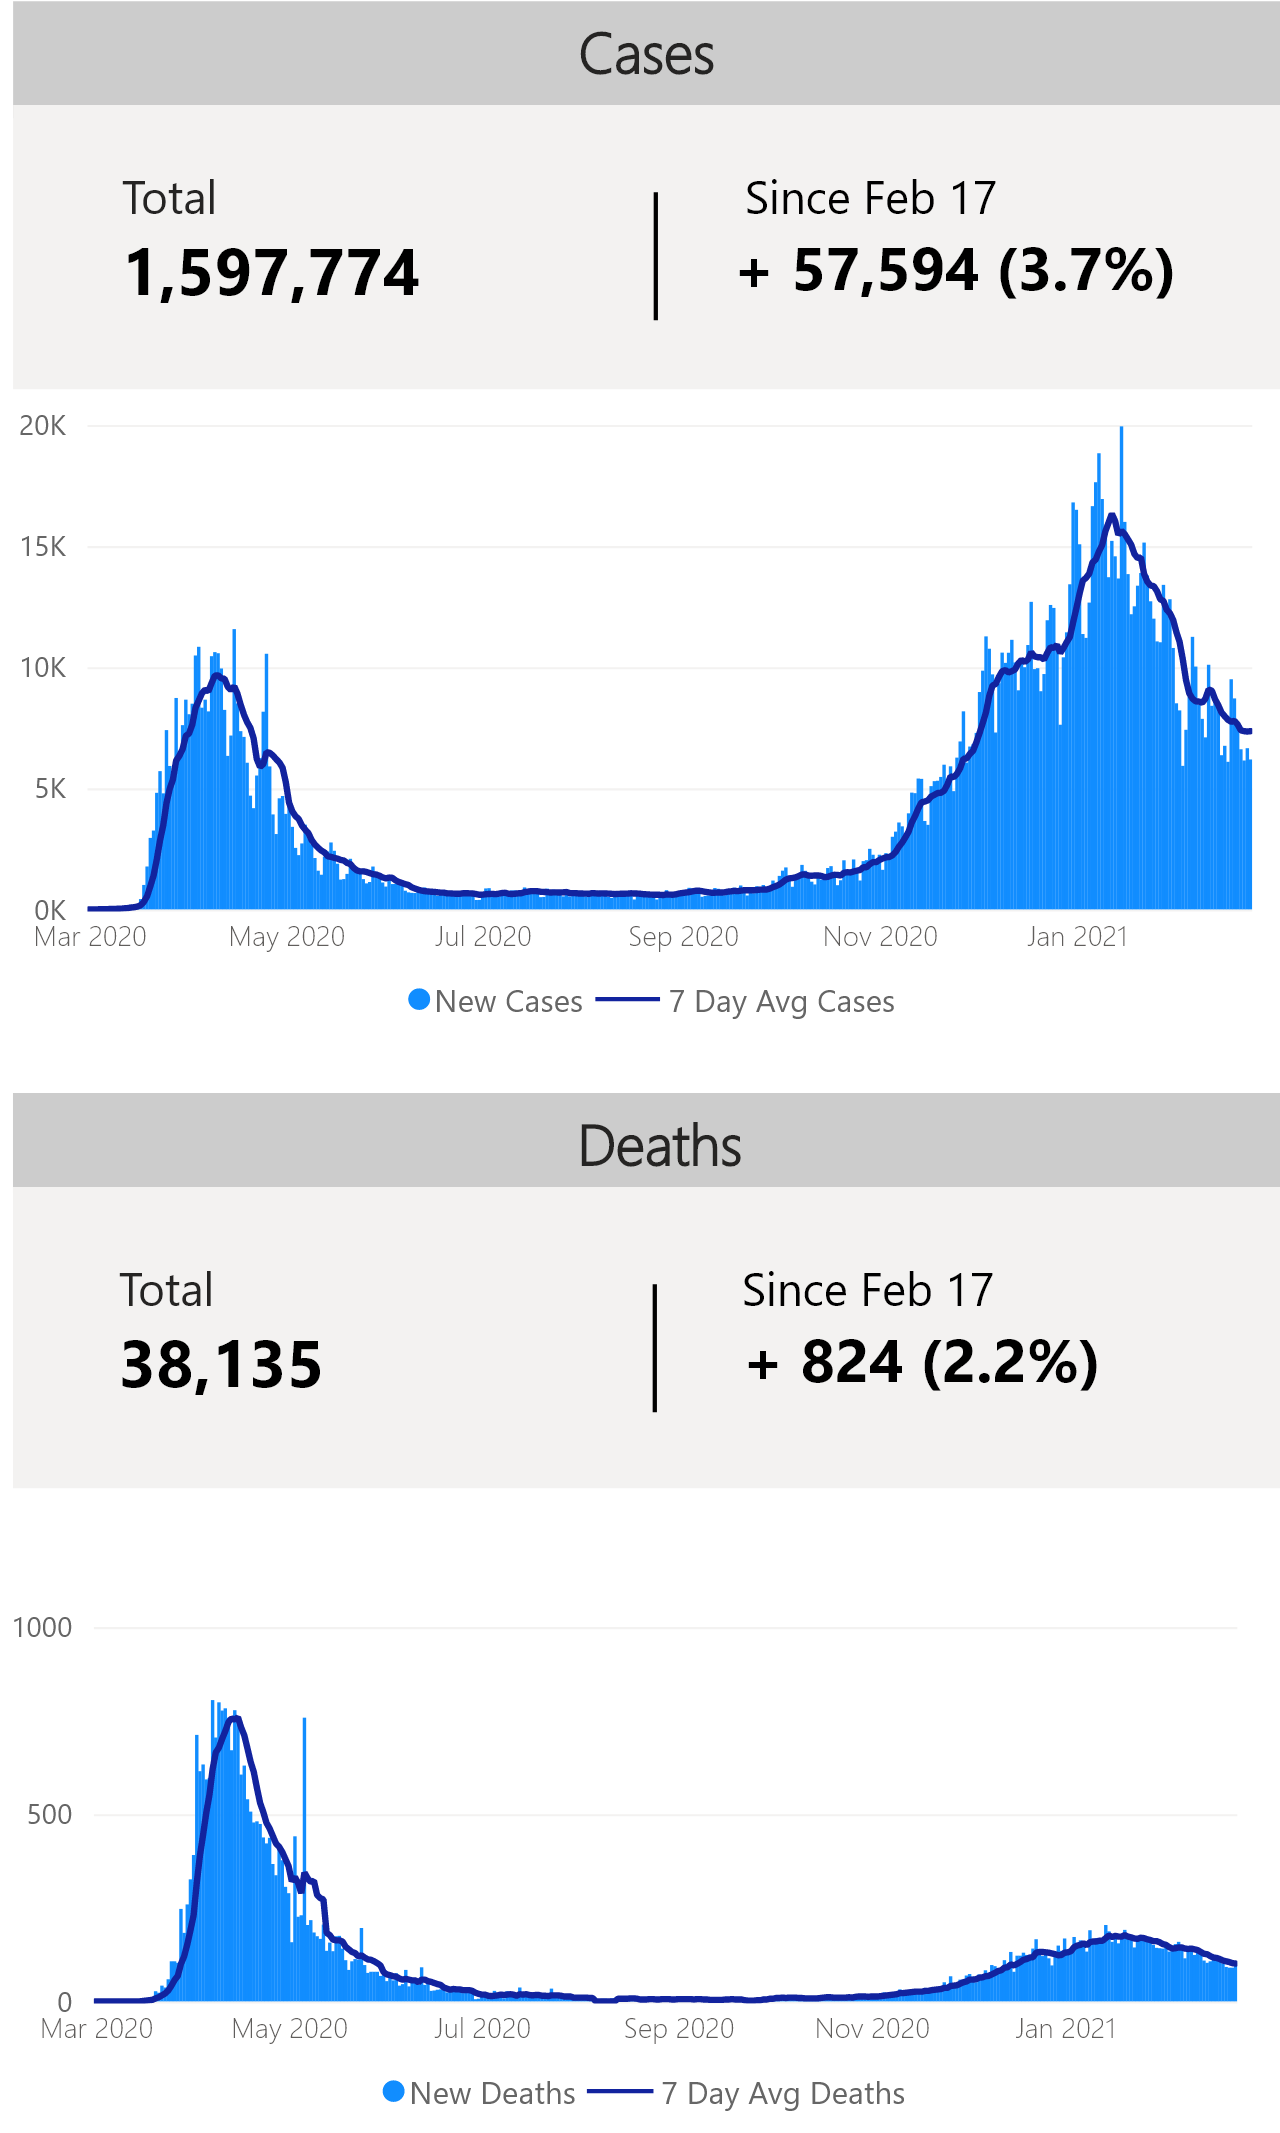 Cases
Total
Since Feb 17
1,597,774
+ 57,594 (3.7%)
20K
15K
10K
5K
0K
Mar 2020 May 2020 Jul 2020 Sep 2020 Nov 2020 Jan 2021
New Cases 7 Day Avg Cases
Deaths
Total
Since Feb 17
38,135
+ 824 (2.2%)
1000
500
0
Mar 2020 May 2020 Jul 2020 Sep 2020 Nov 2020 Jan 2021
New Deaths 7 Day Avg Deaths